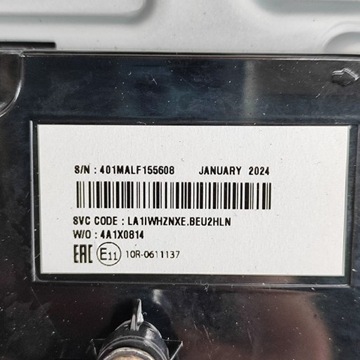 S/N : 401MALF155608 JANUARY 2024
SVC CODE : LA1IWHZNXE.BEU2HLN
W/O : 4A1X0814
EAC E11 10R-0611137